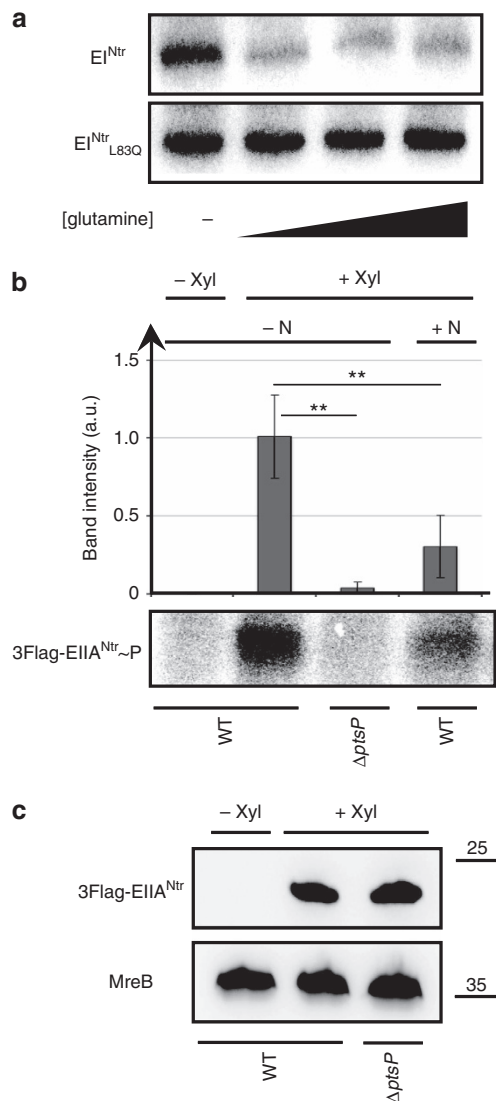 a
EI^Ntr
EI^Ntr_L83Q
[glutamine] –
b
– Xyl + Xyl
– N + N
1.5
**
**
1.0
0.5
0
Band intensity (a.u.)
3Flag-EIIA^Ntr~P
WT ΔptsP WT
c
– Xyl + Xyl
25
3Flag-EIIA^Ntr
MreB
35
WT ΔptsP